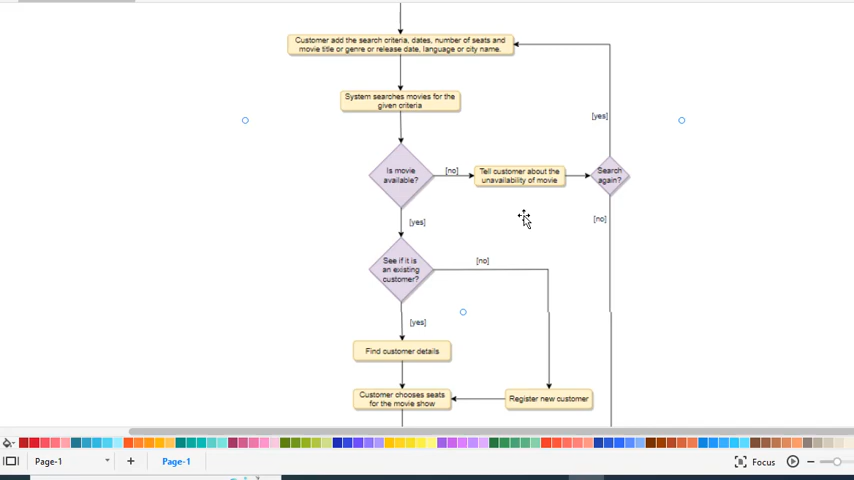 Customer add the search criteria, dates, number of seats and
movie title or genre or release date, language or city name.
System searches movies for the
given criteria
[yes]
Is movie
available?
[no]
Tell customer about the
unavailability of movie
Search
again?
[yes]
[no]
See if it is
an existing
customer?
[no]
[yes]
Find customer details
Customer chooses seats
for the movie show
Register new customer
Page-1
Page-1
Focus